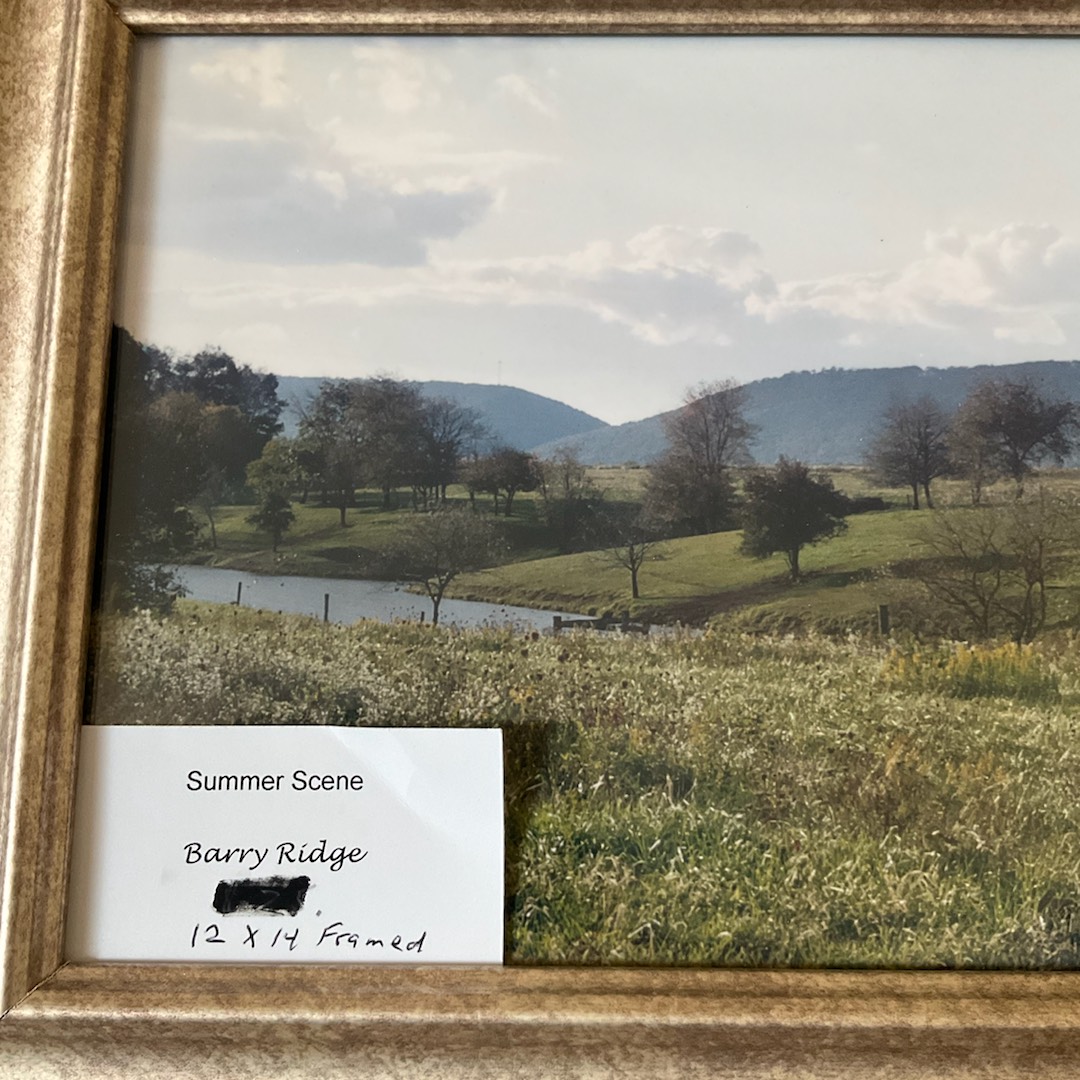 Summer Scene
Barry Ridge
12 X 14 Framed